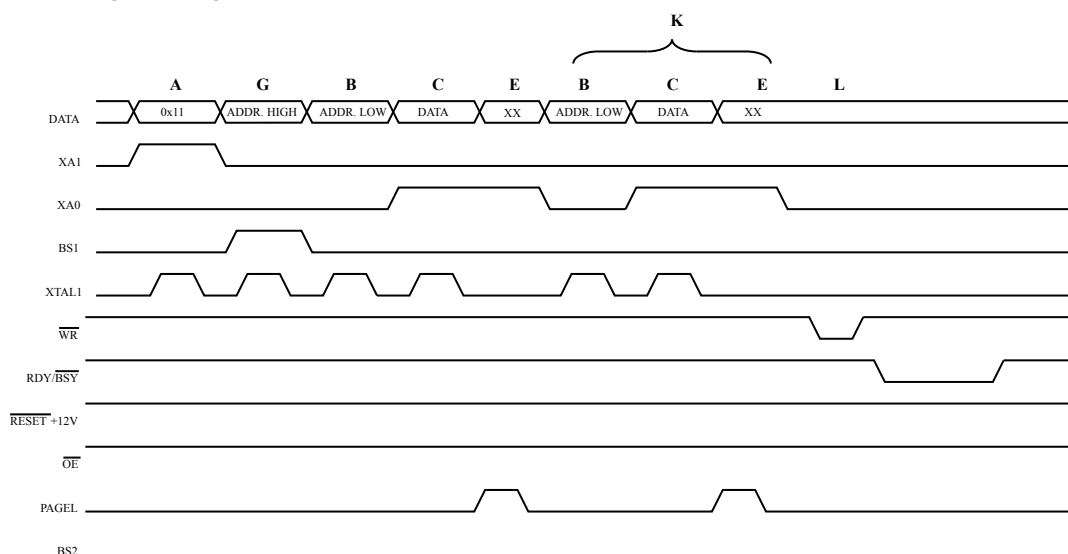 K
A G B C E B C E L
DATA 0x11 ADDR. HIGH ADDR. LOW DATA XX ADDR. LOW DATA XX
XA1
XA0
BS1
XTAL1
WR
RDY/BSY
RESET +12V
OE
PAGEL
BS2